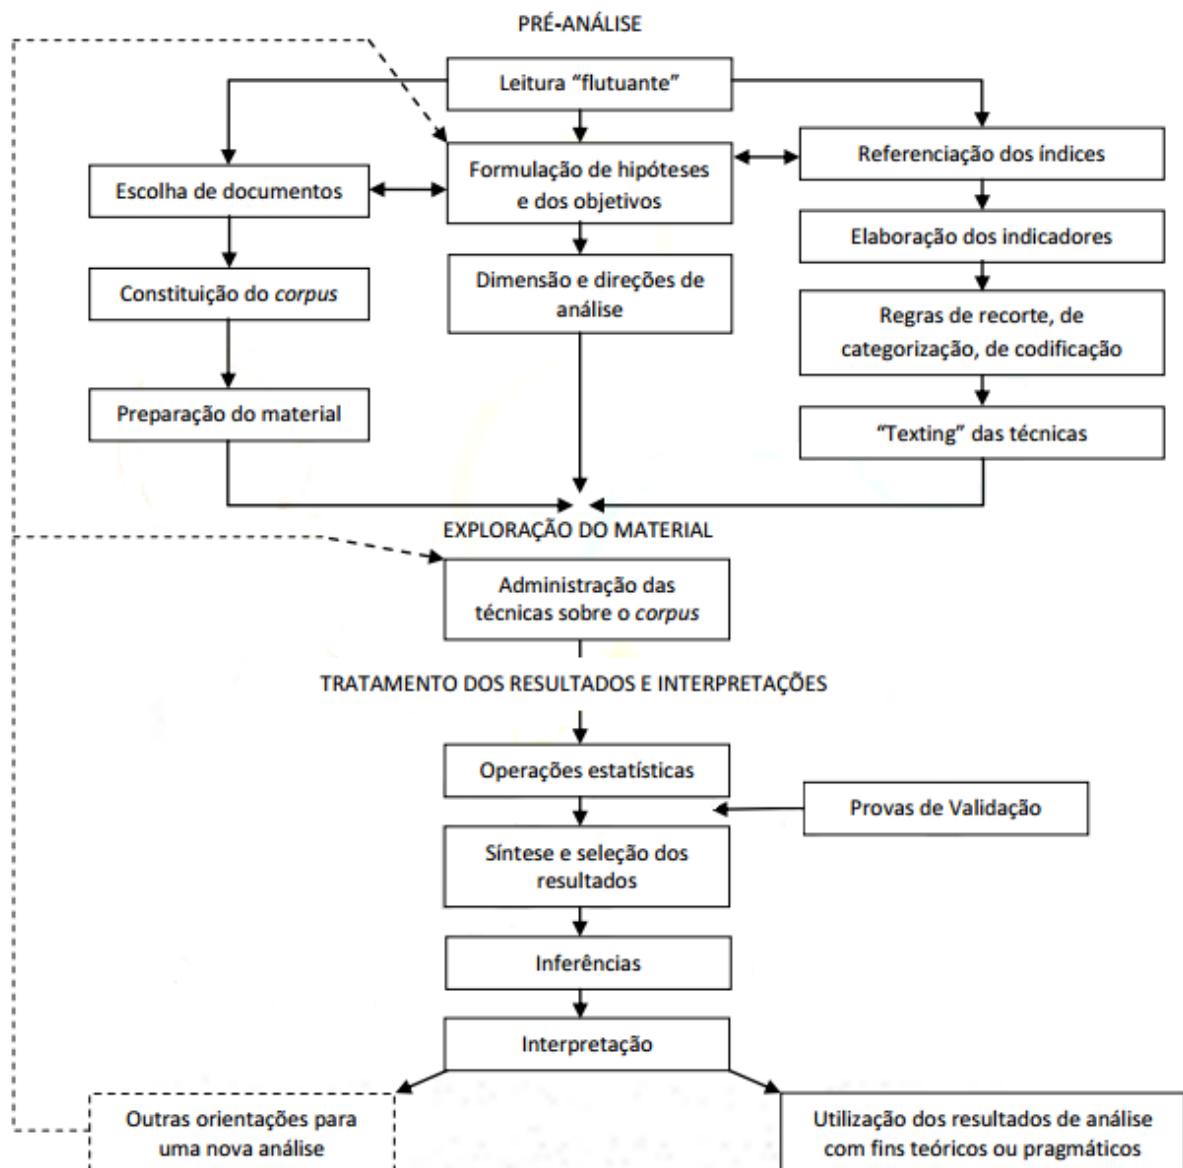 PRÉ-ANÁLISE
Leitura “flutuante”
Escolha de documentos
Formulação de hipóteses
e dos objetivos
Referenciação dos índices
Constituição do corpus
Dimensão e direções de
análise
Elaboração dos indicadores
Regras de recorte, de
categorização, de codificação
Preparação do material
“Texting” das técnicas
EXPLORAÇÃO DO MATERIAL
Administração das
técnicas sobre o corpus
TRATAMENTO DOS RESULTADOS E INTERPRETAÇÕES
Operações estatísticas
Provas de Validação
Síntese e seleção dos
resultados
Inferências
Interpretação
Outras orientações para
uma nova análise
Utilização dos resultados de análise
com fins teóricos ou pragmáticos